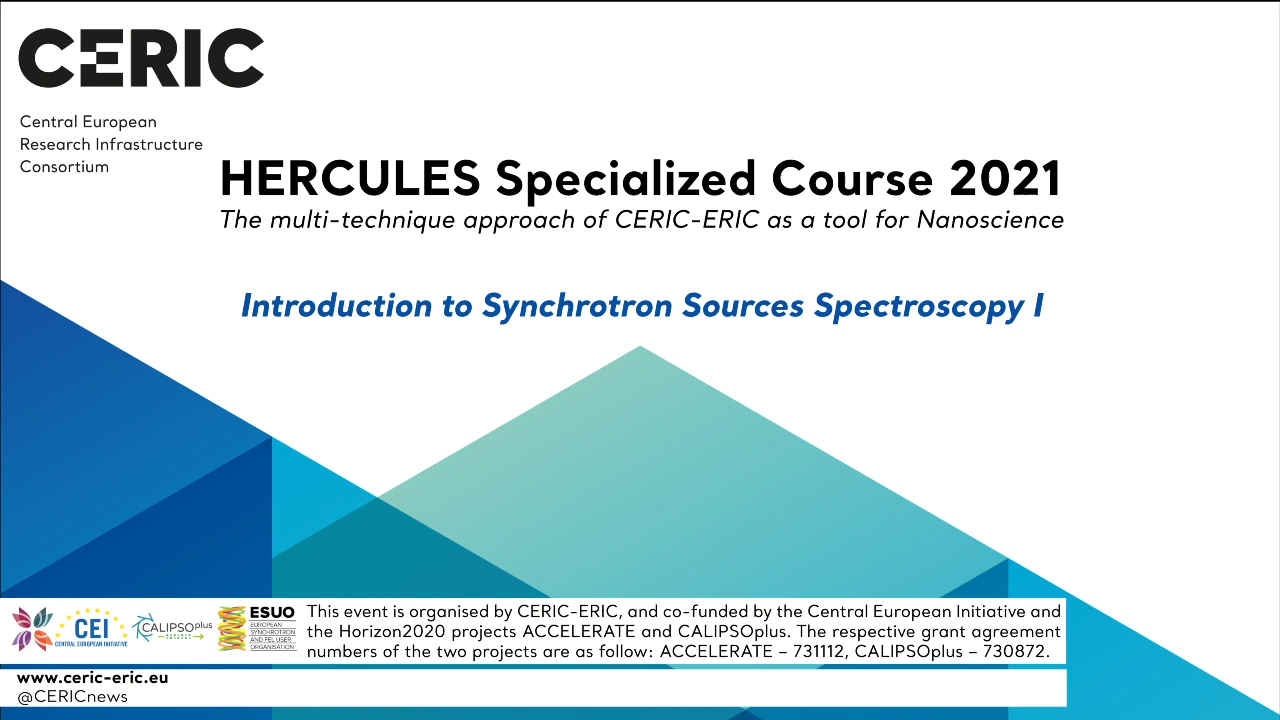 CERIC
Central European
Research Infrastructure
Consortium
HERCULES Specialized Course 2021
The multi-technique approach of CERIC-ERIC as a tool for Nanoscience
Introduction to Synchrotron Sources Spectroscopy I
CEI
CENTRAL EUROPEAN INITIATIVE
CALIPSOplus
ESUO
EUROPEAN
SYNCHROTRON
AND FEL USER
ORGANISATION
This event is organised by CERIC-ERIC, and co-funded by the Central European Initiative and
the Horizon2020 projects ACCELERATE and CALIPSOplus. The respective grant agreement
numbers of the two projects are as follow: ACCELERATE – 731112, CALIPSOplus – 730872.
www.ceric-eric.eu
@CERICnews